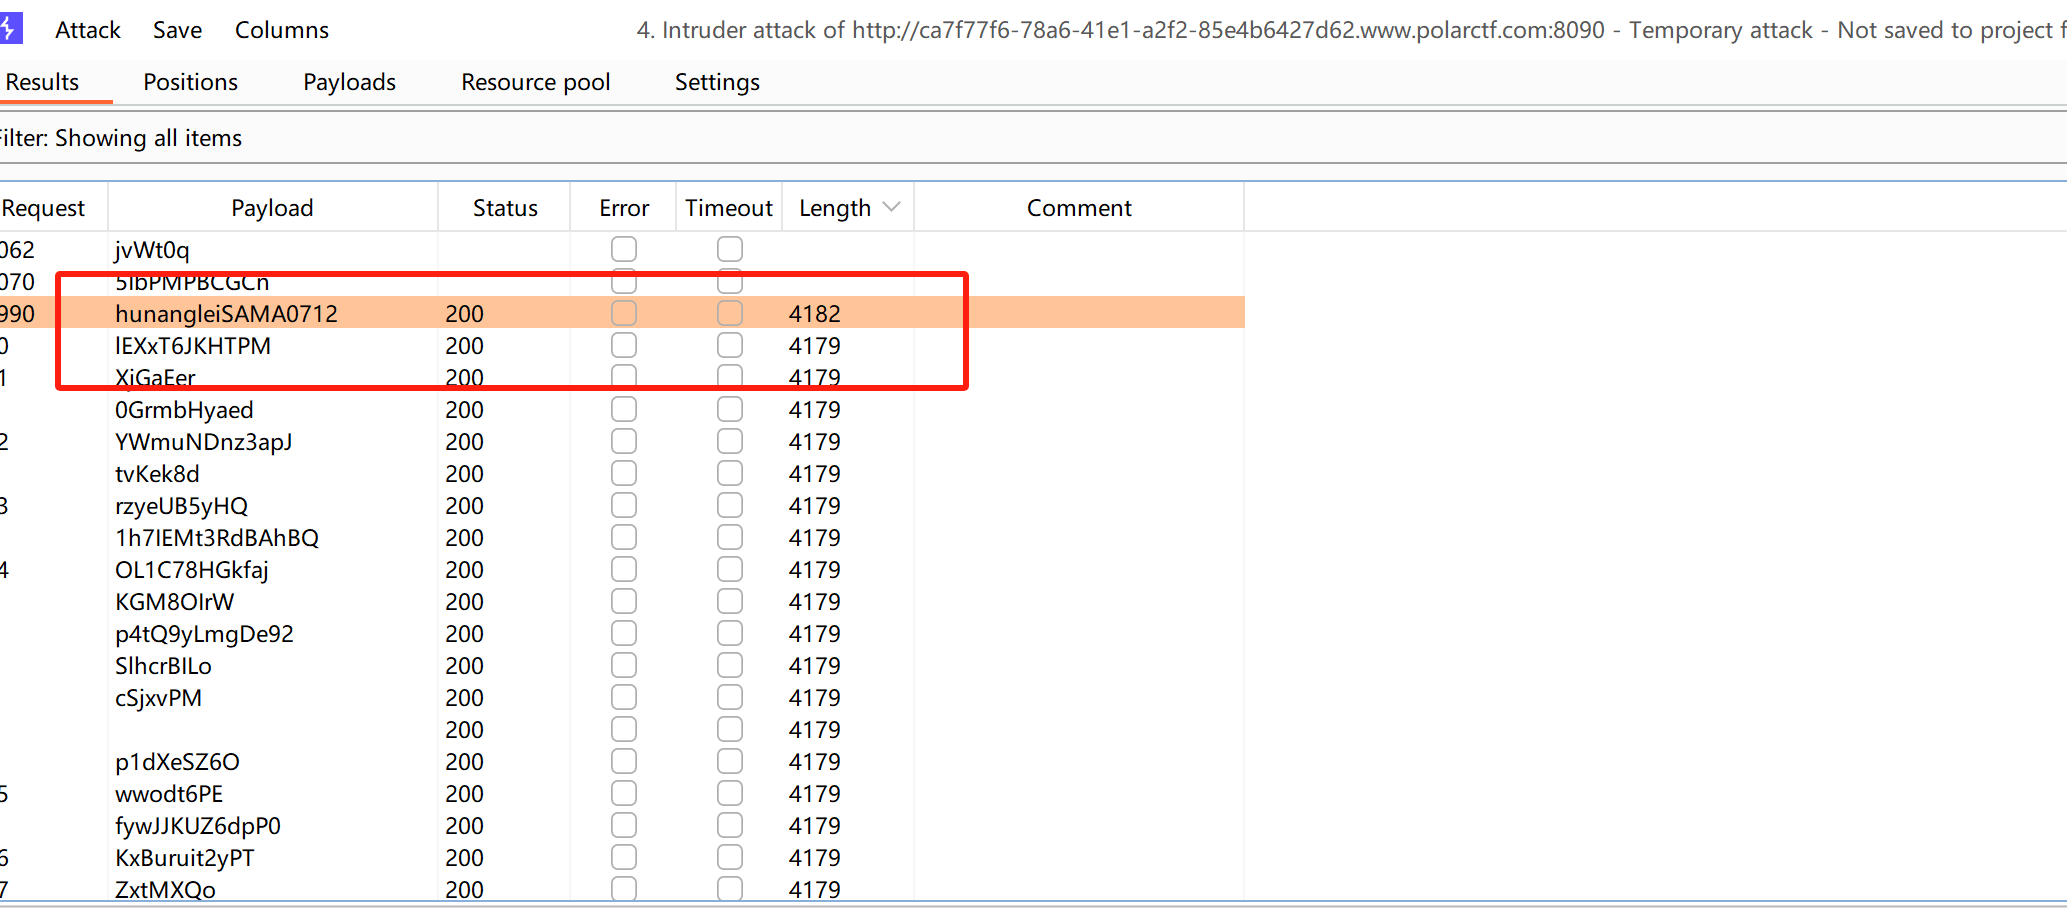 Attack Save Columns 4. Intruder attack of http://ca7f77f6-78a6-41e1-a2f2-85e4b6427d62.www.polarctf.com:8090 - Temporary attack - Not saved to project f
Results Positions Payloads Resource pool Settings
Filter: Showing all items
Request Payload Status Error Timeout Length Comment
062 jvWt0q
070 5IbPMPBCGCn
990 hunangleiSAMA0712 200 4182
0 lEXxT6JKHTPM 200 4179
1 XjGaEer 200 4179
0GrmbHyaed 200 4179
2 YWmuNDnz3apJ 200 4179
tvKek8d 200 4179
3 rzyeUB5yHQ 200 4179
1h7IEMt3RdBAhBQ 200 4179
4 OL1C78HGkfaj 200 4179
KGM8OIrW 200 4179
p4tQ9yLmgDe92 200 4179
SlhcrBILo 200 4179
cSjxvPM 200 4179
200 4179
p1dXeSZ6O 200 4179
5 wwodt6PE 200 4179
fywJJKUZ6dpP0 200 4179
6 KxBuruit2yPT 200 4179
7 ZxtMXQo 200 4179